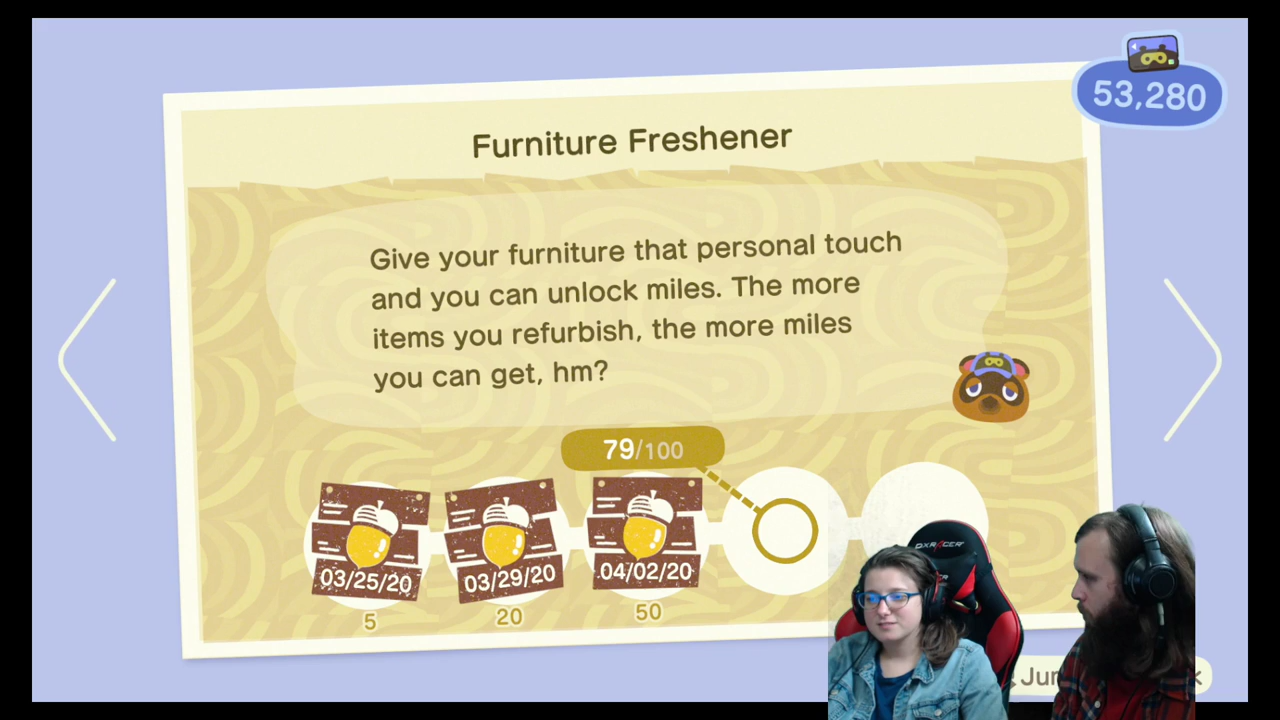 53,280
Furniture Freshener
Give your furniture that personal touch
and you can unlock miles. The more
items you refurbish, the more miles
you can get, hm?
79/100
03/25/20
03/29/20
04/02/20
5
20
50
DXRACER